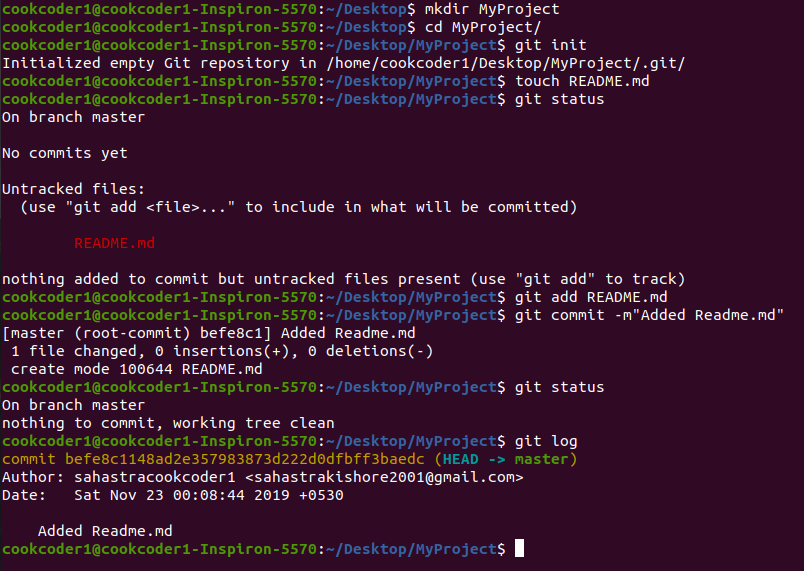 cookcoder1@cookcoder1-Inspiron-5570:~/Desktop$ mkdir MyProject
cookcoder1@cookcoder1-Inspiron-5570:~/Desktop$ cd MyProject/
cookcoder1@cookcoder1-Inspiron-5570:~/Desktop/MyProject$ git init
Initialized empty Git repository in /home/cookcoder1/Desktop/MyProject/.git/
cookcoder1@cookcoder1-Inspiron-5570:~/Desktop/MyProject$ touch README.md
cookcoder1@cookcoder1-Inspiron-5570:~/Desktop/MyProject$ git status
On branch master

No commits yet

Untracked files:
  (use "git add <file>..." to include in what will be committed)

        README.md

nothing added to commit but untracked files present (use "git add" to track)
cookcoder1@cookcoder1-Inspiron-5570:~/Desktop/MyProject$ git add README.md
cookcoder1@cookcoder1-Inspiron-5570:~/Desktop/MyProject$ git commit -m"Added Readme.md"
[master (root-commit) befe8c1] Added Readme.md
 1 file changed, 0 insertions(+), 0 deletions(-)
 create mode 100644 README.md
cookcoder1@cookcoder1-Inspiron-5570:~/Desktop/MyProject$ git status
On branch master
nothing to commit, working tree clean
cookcoder1@cookcoder1-Inspiron-5570:~/Desktop/MyProject$ git log
commit befe8c1148ad2e357983873d222d0dfbff3baedc (HEAD -> master)
Author: sahastracookcoder1 <sahastrakishore2001@gmail.com>
Date:   Sat Nov 23 00:08:44 2019 +0530

    Added Readme.md
cookcoder1@cookcoder1-Inspiron-5570:~/Desktop/MyProject$